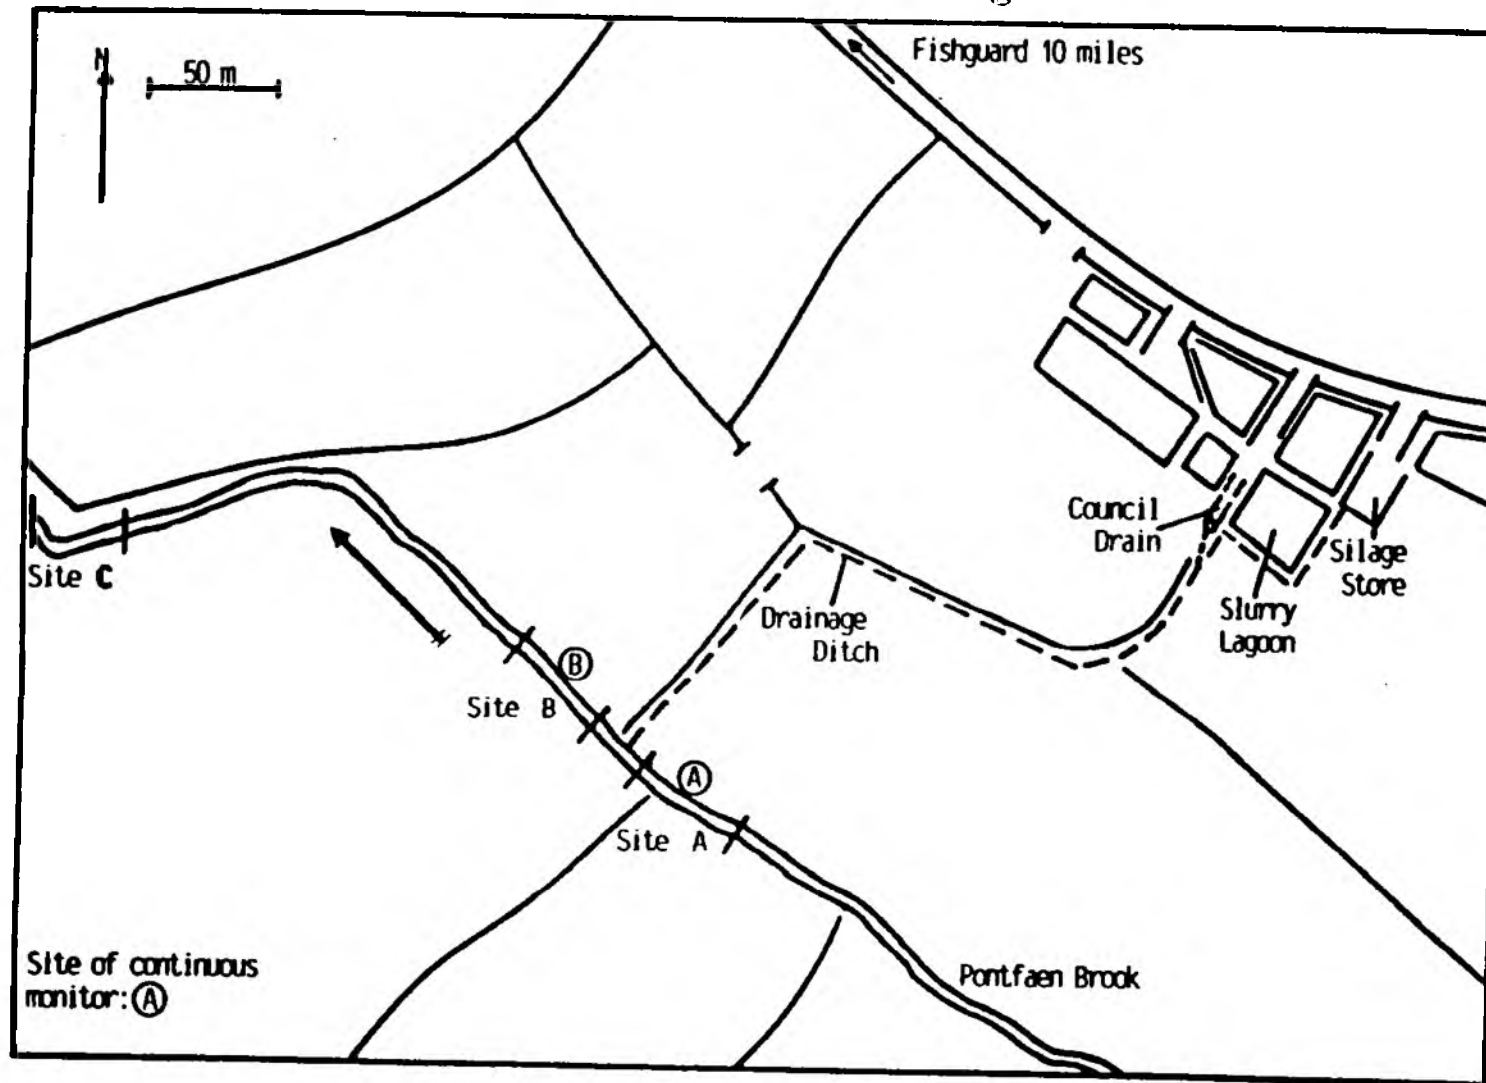 Fishguard 10 miles
N
50 m
Council
Drain
Silage
Store
Slurry
Lagoon
Drainage
Ditch
Site C
B
Site B
A
Site A
Pontfaen Brook
Site of continuous
monitor: A